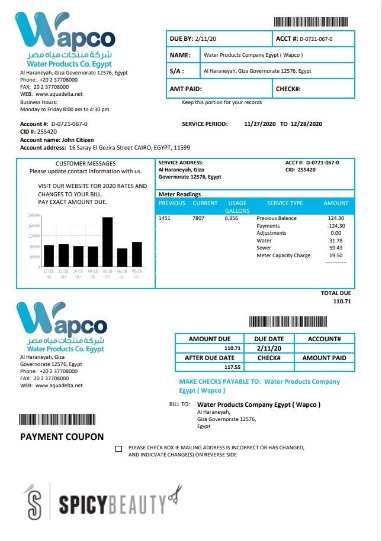 Wapco
شركة منتجات مياه مصر
Water Products Co. Egypt
Al Haraneyah, Giza Governorate 12576, Egypt
Phone: +20 2 37708000
FAX: 20 2 37708000
WEB: www.aquadelta.net
Business Hours:
Monday to Friday 8:00 am to 4:30 pm
DUE BY: 2/11/20 ACCT #: D-0721-067-0
NAME: Water Products Company Egypt ( Wapco )
S/A : Al Haraneyah, Giza Governorate 12576, Egypt
AMT PAID: CHECK#:
Keep this portion for your records
Account #: D-0721-067-0
CID #: 255420
Account name: John Citizen
Account address: 16 Saray El Gezira Street CAIRO, EGYPT, 11599
SERVICE PERIOD: 11/27/2020 TO 12/28/2020
CUSTOMER MESSAGES
Please update contact information with us.
VISIT OUR WEBSITE FOR 2020 RATES AND
CHANGES TO YOUR BILL.
PAY EXACT AMOUNT DUE.
SERVICE ADDRESS: ACCT #: D-0721-067-0
Al Haraneyah, Giza CID: 255420
Governorate 12576, Egypt
Meter Readings
PREVIOUS CURRENT USAGE SERVICE TYPE AMOUNT
GALLONS
1451 7807 6,356 Previous Balance 124.30
Payments -124.30
Adjustments 0.00
Water 31.78
Sewer 59.43
Meter Capacity Charge 19.50
------------
TOTAL DUE
110.71
Wapco
شركة منتجات مياه مصر
Water Products Co. Egypt
Al Haraneyah, Giza
Governorate 12576, Egypt
Phone: +20 2 37708000
FAX: 20 2 37708000
WEB: www.aquadelta.net
AMOUNT DUE DUE DATE ACCOUNT#
110.71 2/11/20
AFTER DUE DATE CHECK# AMOUNT PAID
117.55
MAKE CHECKS PAYABLE TO: Water Products Company
Egypt ( Wapco )
BILL TO: Water Products Company Egypt ( Wapco )
Al Haraneyah,
Giza Governorate 12576,
Egypt
PAYMENT COUPON
PLEASE CHECK BOX IF MAILING ADDRESS IS INCORRECT OR HAS CHANGED,
AND INDICVATE CHANGE(S) ON REVERSE SIDE
SPICYBEAUTY